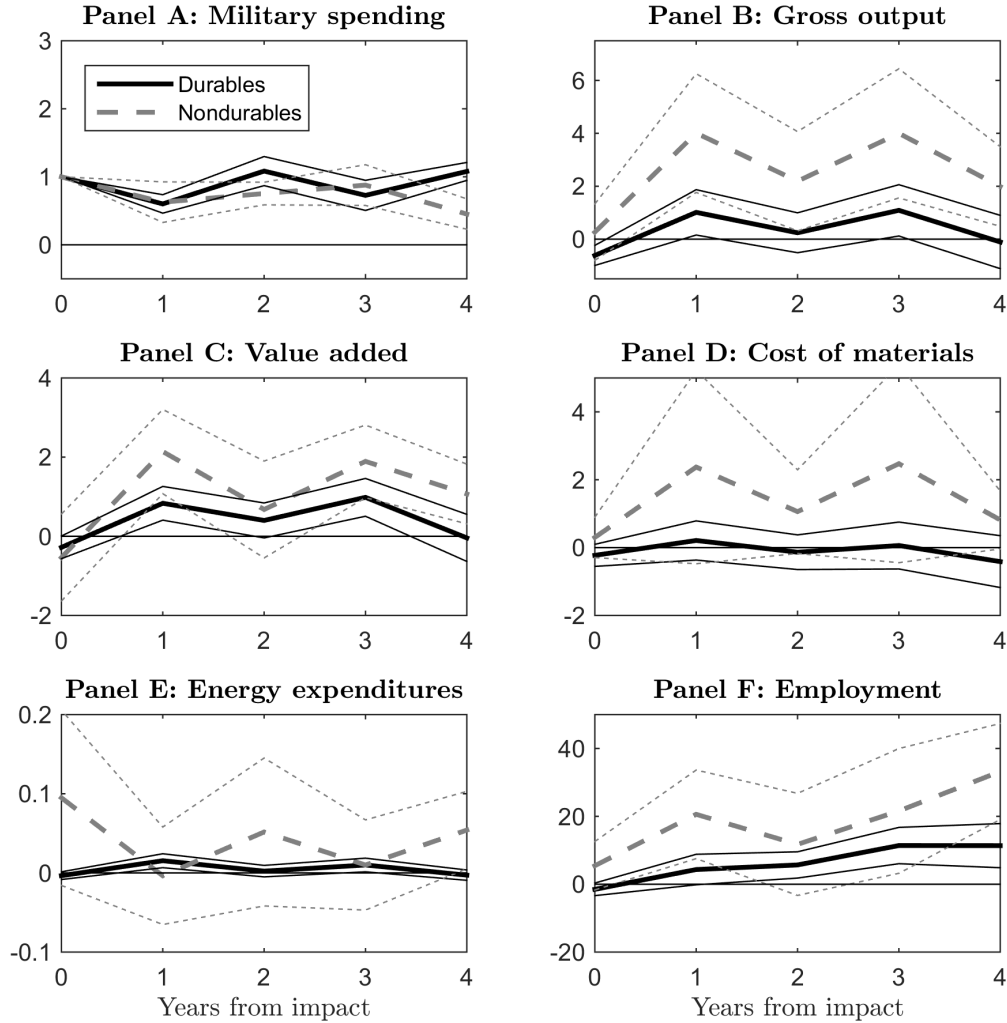 Panel A: Military spending
3
2
1
0
Durables
Nondurables
0 1 2 3 4
Panel B: Gross output
6
4
2
0
0 1 2 3 4
Panel C: Value added
4
2
0
-2
0 1 2 3 4
Panel D: Cost of materials
4
2
0
-2
0 1 2 3 4
Panel E: Energy expenditures
0.2
0.1
0
-0.1
0 1 2 3 4
Years from impact
Panel F: Employment
40
20
0
-20
0 1 2 3 4
Years from impact